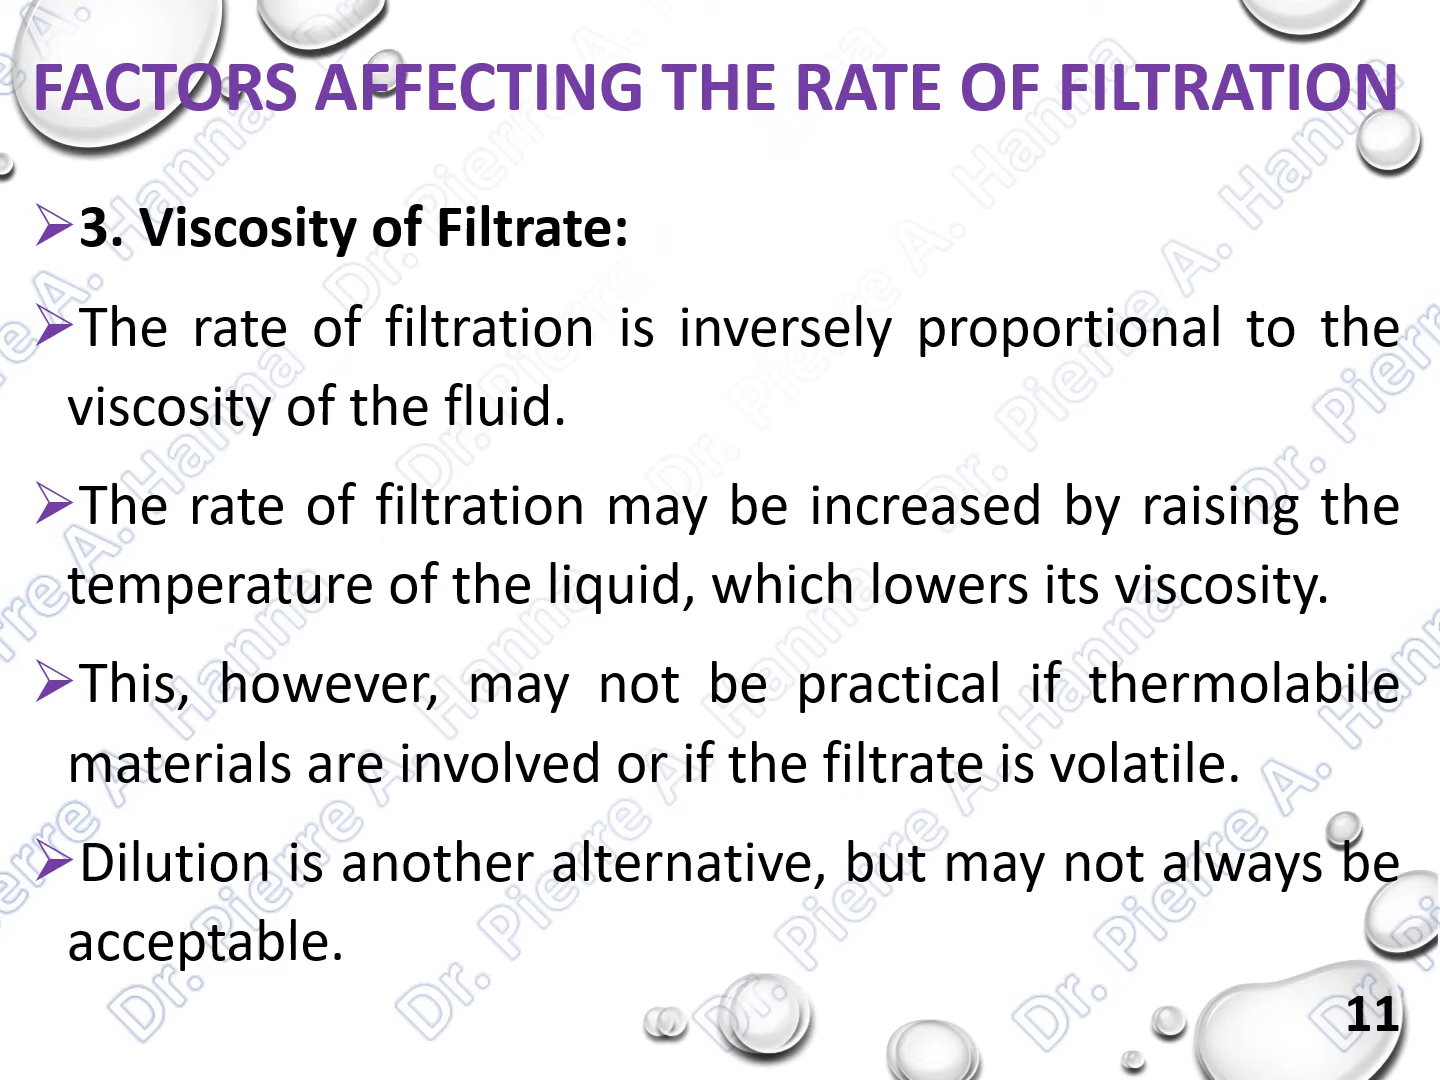 FACTORS AFFECTING THE RATE OF FILTRATION
➢3. Viscosity of Filtrate:
➢The rate of filtration is inversely proportional to the
viscosity of the fluid.
➢The rate of filtration may be increased by raising the
temperature of the liquid, which lowers its viscosity.
➢This, however, may not be practical if thermolabile
materials are involved or if the filtrate is volatile.
➢Dilution is another alternative, but may not always be
acceptable.
11
Dr. Pierre A. Hanna